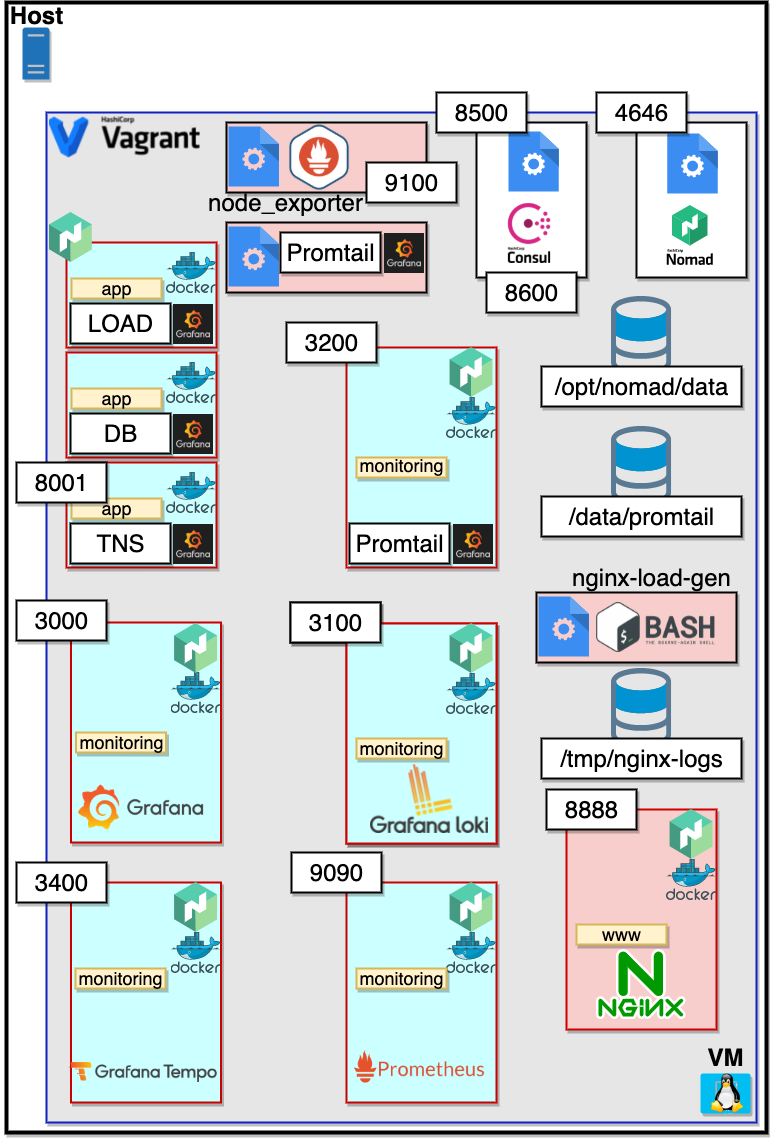 Host
HashiCorp
Vagrant
8500
4646
9100
node_exporter
Promtail
Grafana
HashiCorp
Consul
8600
HashiCorp
Nomad
docker
app
LOAD
Grafana
docker
app
DB
Grafana
8001
docker
app
TNS
Grafana
3200
docker
monitoring
Promtail
Grafana
/opt/nomad/data
/data/promtail
nginx-load-gen
$_
BASH
THE BOURNE-AGAIN SHELL
/tmp/nginx-logs
3000
docker
monitoring
Grafana
3100
docker
monitoring
Grafana loki
8888
docker
www
N
NGiNX
3400
docker
monitoring
Grafana Tempo
9090
docker
monitoring
Prometheus
VM